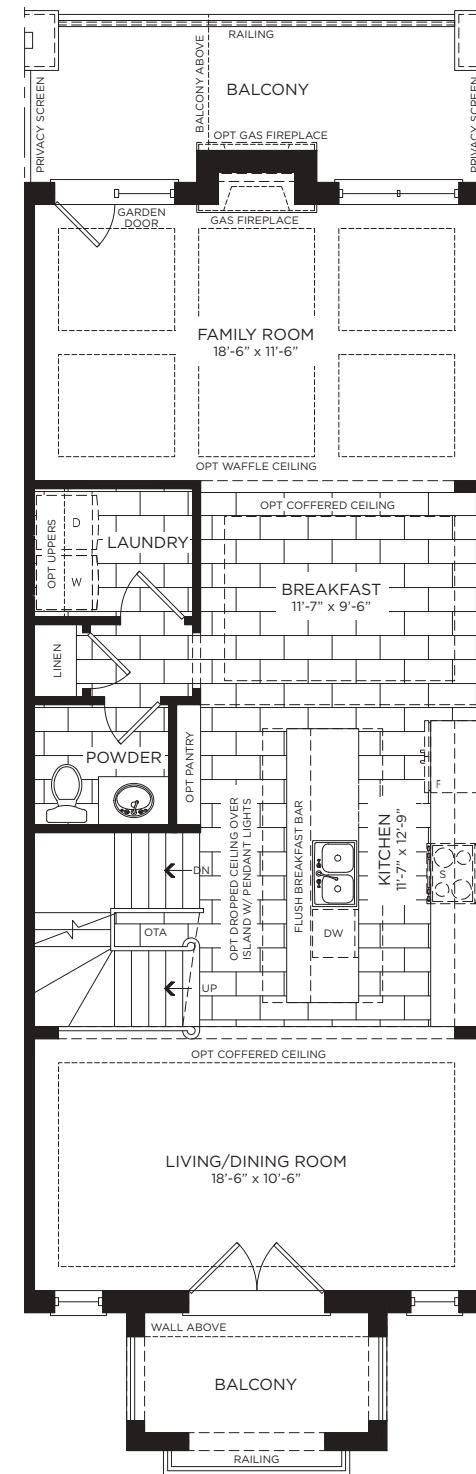 RAILING
BALCONY ABOVE
BALCONY
PRIVACY SCREEN
PRIVACY SCREEN
OPT GAS FIREPLACE
GARDEN
DOOR
GAS FIREPLACE
FAMILY ROOM
18'-6" x 11'-6"
OPT WAFFLE CEILING
OPT COFFERED CEILING
OPT UPPERS
D
LAUNDRY
W
BREAKFAST
11'-7" x 9'-6"
LINEN
POWDER
OPT PANTRY
OPT DROPPED CEILING OVER
ISLAND W/ PENDANT LIGHTS
FLUSH BREAKFAST BAR
KITCHEN
11'-7" x 12'-9"
F
S
DW
DN
OTA
UP
OPT COFFERED CEILING
LIVING/DINING ROOM
18'-6" x 10'-6"
WALL ABOVE
BALCONY
RAILING